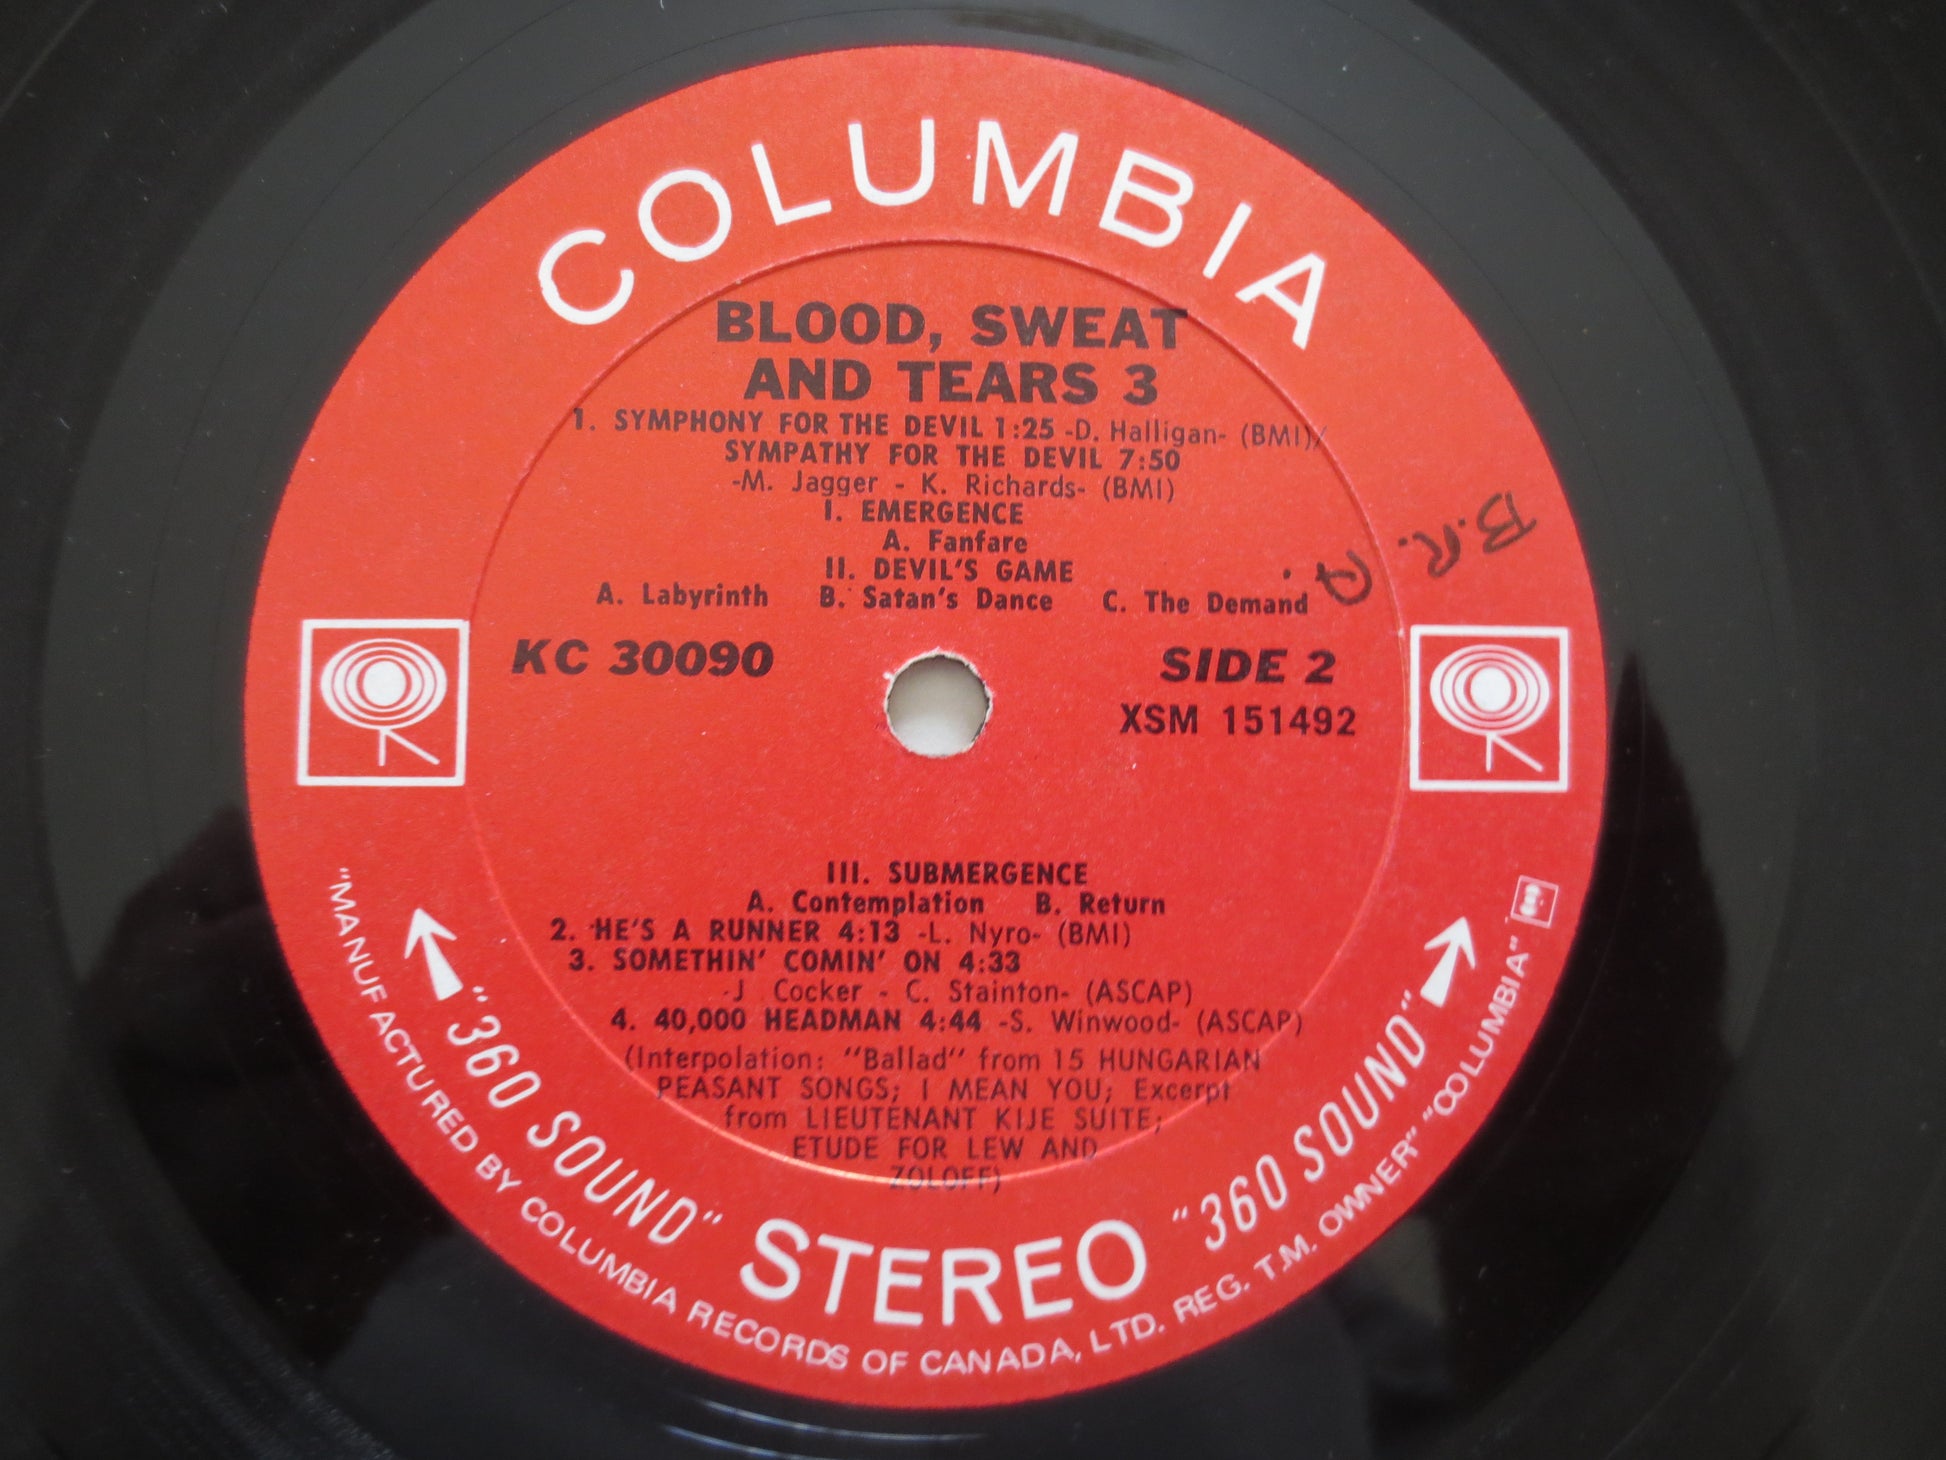 COLUMBIA
BLOOD, SWEAT
AND TEARS 3
1. SYMPHONY FOR THE DEVIL 1:25 -D. Halligan- (BMI)/
SYMPATHY FOR THE DEVIL 7:50
-M. Jagger - K. Richards- (BMI)
I. EMERGENCE
A. Fanfare
II. DEVIL'S GAME
A. Labyrinth B. Satan's Dance C. The Demand
B.R.
KC 30090
SIDE 2
XSM 151492
III. SUBMERGENCE
A. Contemplation B. Return
2. HE'S A RUNNER 4:13 -L. Nyro- (BMI)
3. SOMETHIN' COMIN' ON 4:33
-J Cocker - C. Stainton- (ASCAP)
4. 40,000 HEADMAN 4:44 -S. Winwood- (ASCAP)
(Interpolation: "Ballad" from 15 HUNGARIAN
PEASANT SONGS; I MEAN YOU; Excerpt
from LIEUTENANT KIJE SUITE;
ETUDE FOR LEW AND
ZOLOFF)
"360 SOUND" STEREO "360 SOUND"
"MANUFACTURED BY COLUMBIA RECORDS OF CANADA, LTD. REG. T.M. OWNER" "COLUMBIA"